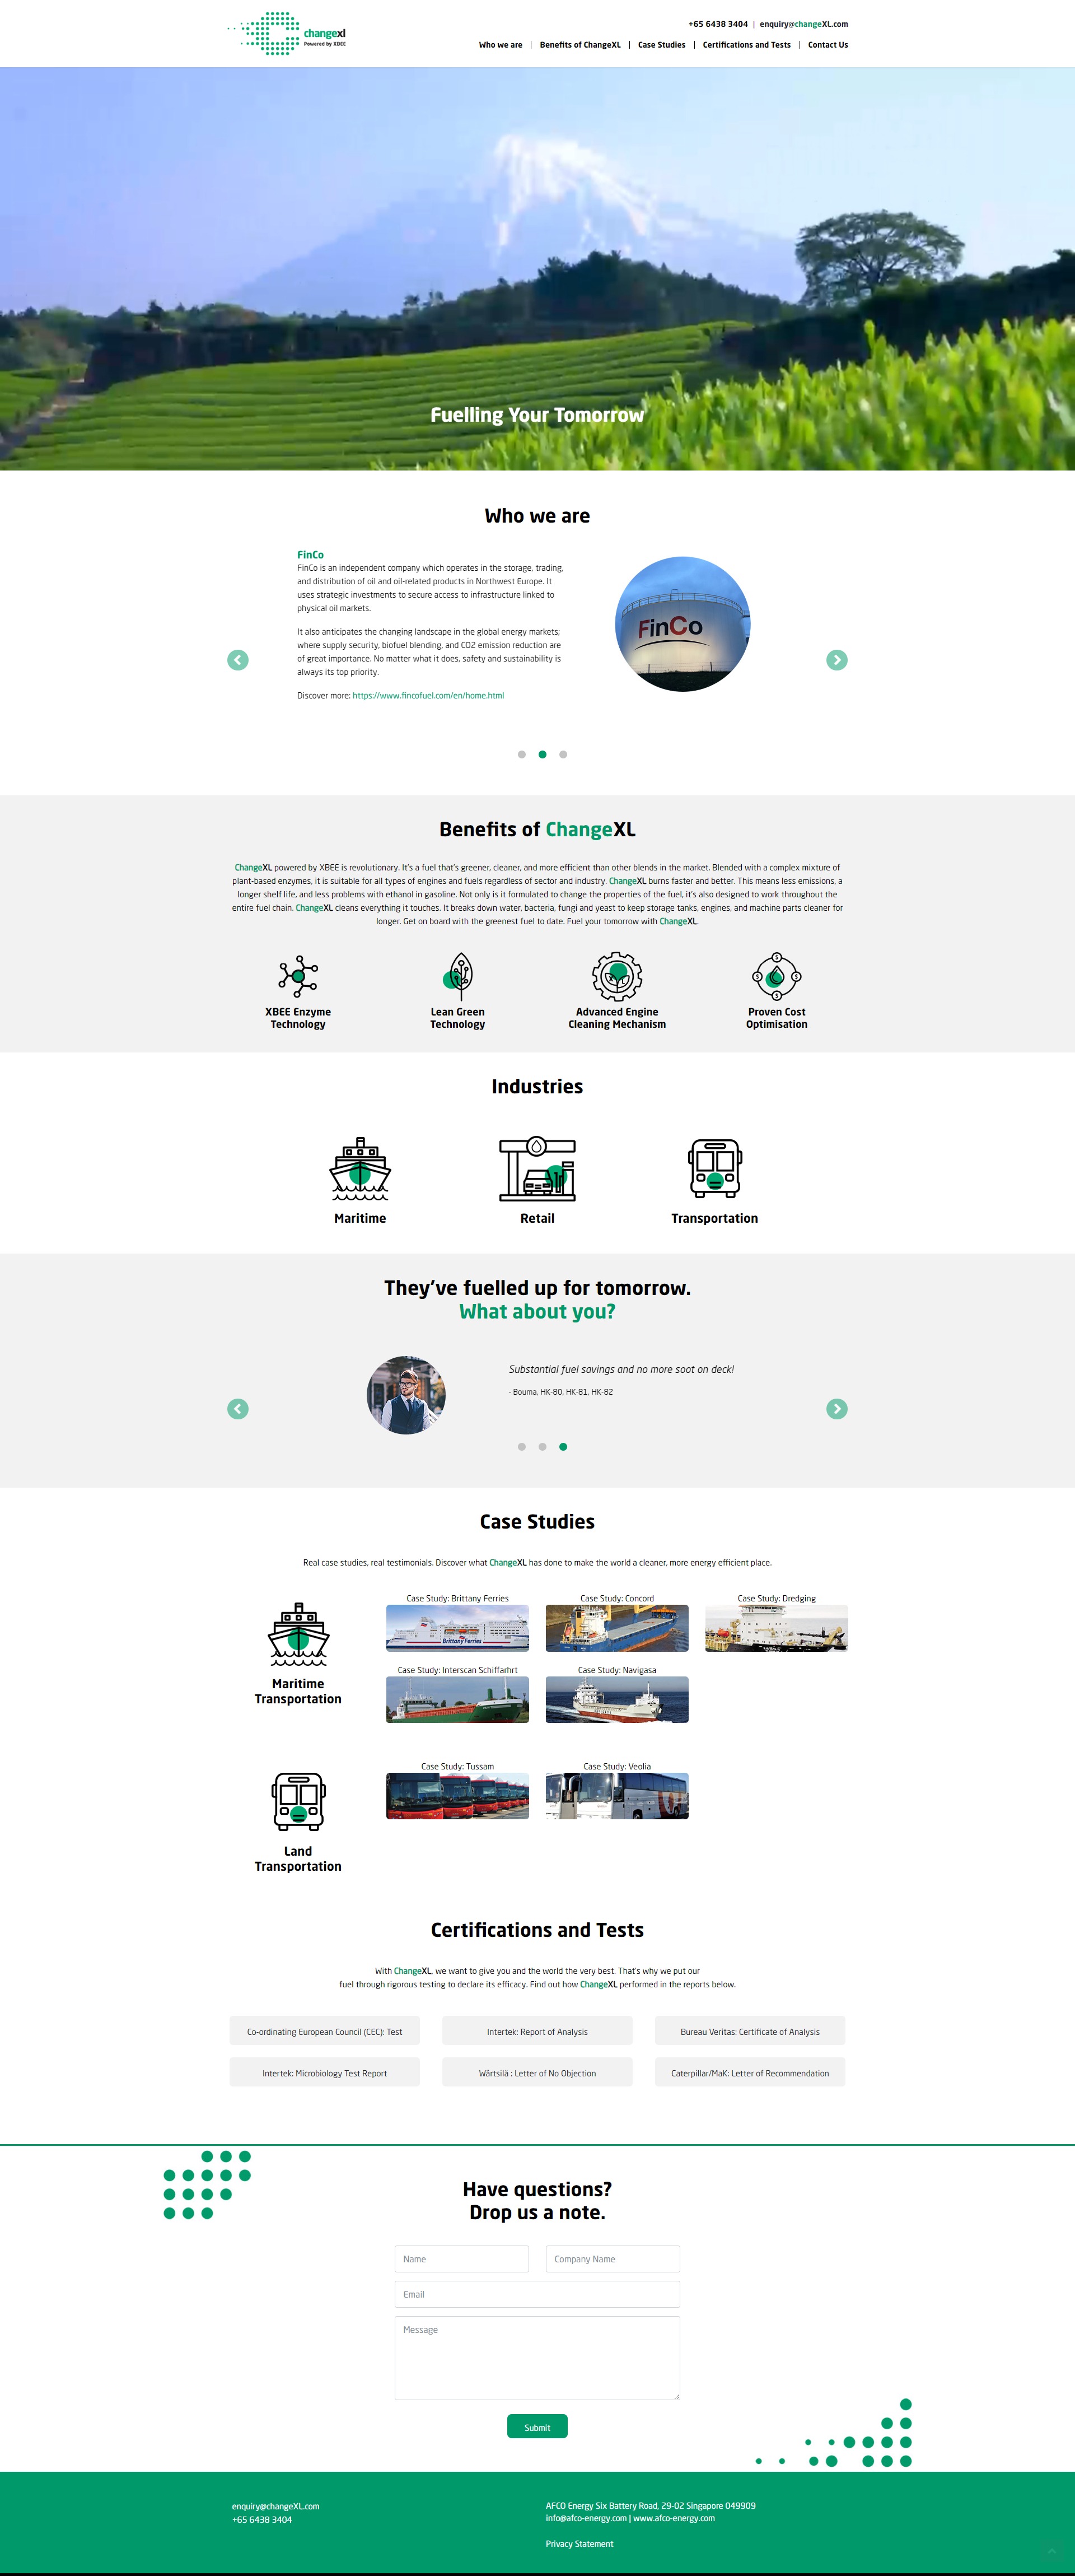 changexl
Powered by XBEE
+65 6438 3404 | enquiry@changeXL.com
Who we are | Benefits of ChangeXL | Case Studies | Certifications and Tests | Contact Us
Fuelling Your Tomorrow
Who we are
FinCo
FinCo is an independent company which operates in the storage, trading,
and distribution of oil and oil-related products in Northwest Europe. It
uses strategic investments to secure access to infrastructure linked to
physical oil markets.
It also anticipates the changing landscape in the global energy markets;
where supply security, biofuel blending, and CO2 emission reduction are
of great importance. No matter what it does, safety and sustainability is
always its top priority.
Discover more: https://www.fincofuel.com/en/home.html
FinCo
Benefits of ChangeXL
ChangeXL powered by XBEE is revolutionary. It's a fuel that's greener, cleaner, and more efficient than other blends in the market. Blended with a complex mixture of
plant-based enzymes, it is suitable for all types of engines and fuels regardless of sector and industry. ChangeXL burns faster and better. This means less emissions, a
longer shelf life, and less problems with ethanol in gasoline. Not only is it formulated to change the properties of the fuel, it's also designed to work throughout the
entire fuel chain. ChangeXL cleans everything it touches. It breaks down water, bacteria, fungi and yeast to keep storage tanks, engines, and machine parts cleaner for
longer. Get on board with the greenest fuel to date. Fuel your tomorrow with ChangeXL.
XBEE Enzyme
Technology
Lean Green
Technology
Advanced Engine
Cleaning Mechanism
Proven Cost
Optimisation
Industries
Maritime
Retail
Transportation
They've fuelled up for tomorrow.
What about you?
Substantial fuel savings and no more soot on deck!
- Bouma, HK-80, HK-81, HK-82
Case Studies
Real case studies, real testimonials. Discover what ChangeXL has done to make the world a cleaner, more energy efficient place.
Maritime
Transportation
Case Study: Brittany Ferries
Brittany Ferries
Case Study: Concord
Case Study: Dredging
Case Study: Interscan Schiffarhrt
Case Study: Navigasa
Land
Transportation
Case Study: Tussam
Case Study: Veolia
Certifications and Tests
With ChangeXL, we want to give you and the world the very best. That's why we put our
fuel through rigorous testing to declare its efficacy. Find out how ChangeXL performed in the reports below.
Co-ordinating European Council (CEC): Test
Intertek: Report of Analysis
Bureau Veritas: Certificate of Analysis
Intertek: Microbiology Test Report
Wärtsilä : Letter of No Objection
Caterpillar/MaK: Letter of Recommendation
Have questions?
Drop us a note.
Name
Company Name
Email
Message
Submit
enquiry@changeXL.com
+65 6438 3404
AFCO Energy Six Battery Road, 29-02 Singapore 049909
info@afco-energy.com | www.afco-energy.com
Privacy Statement